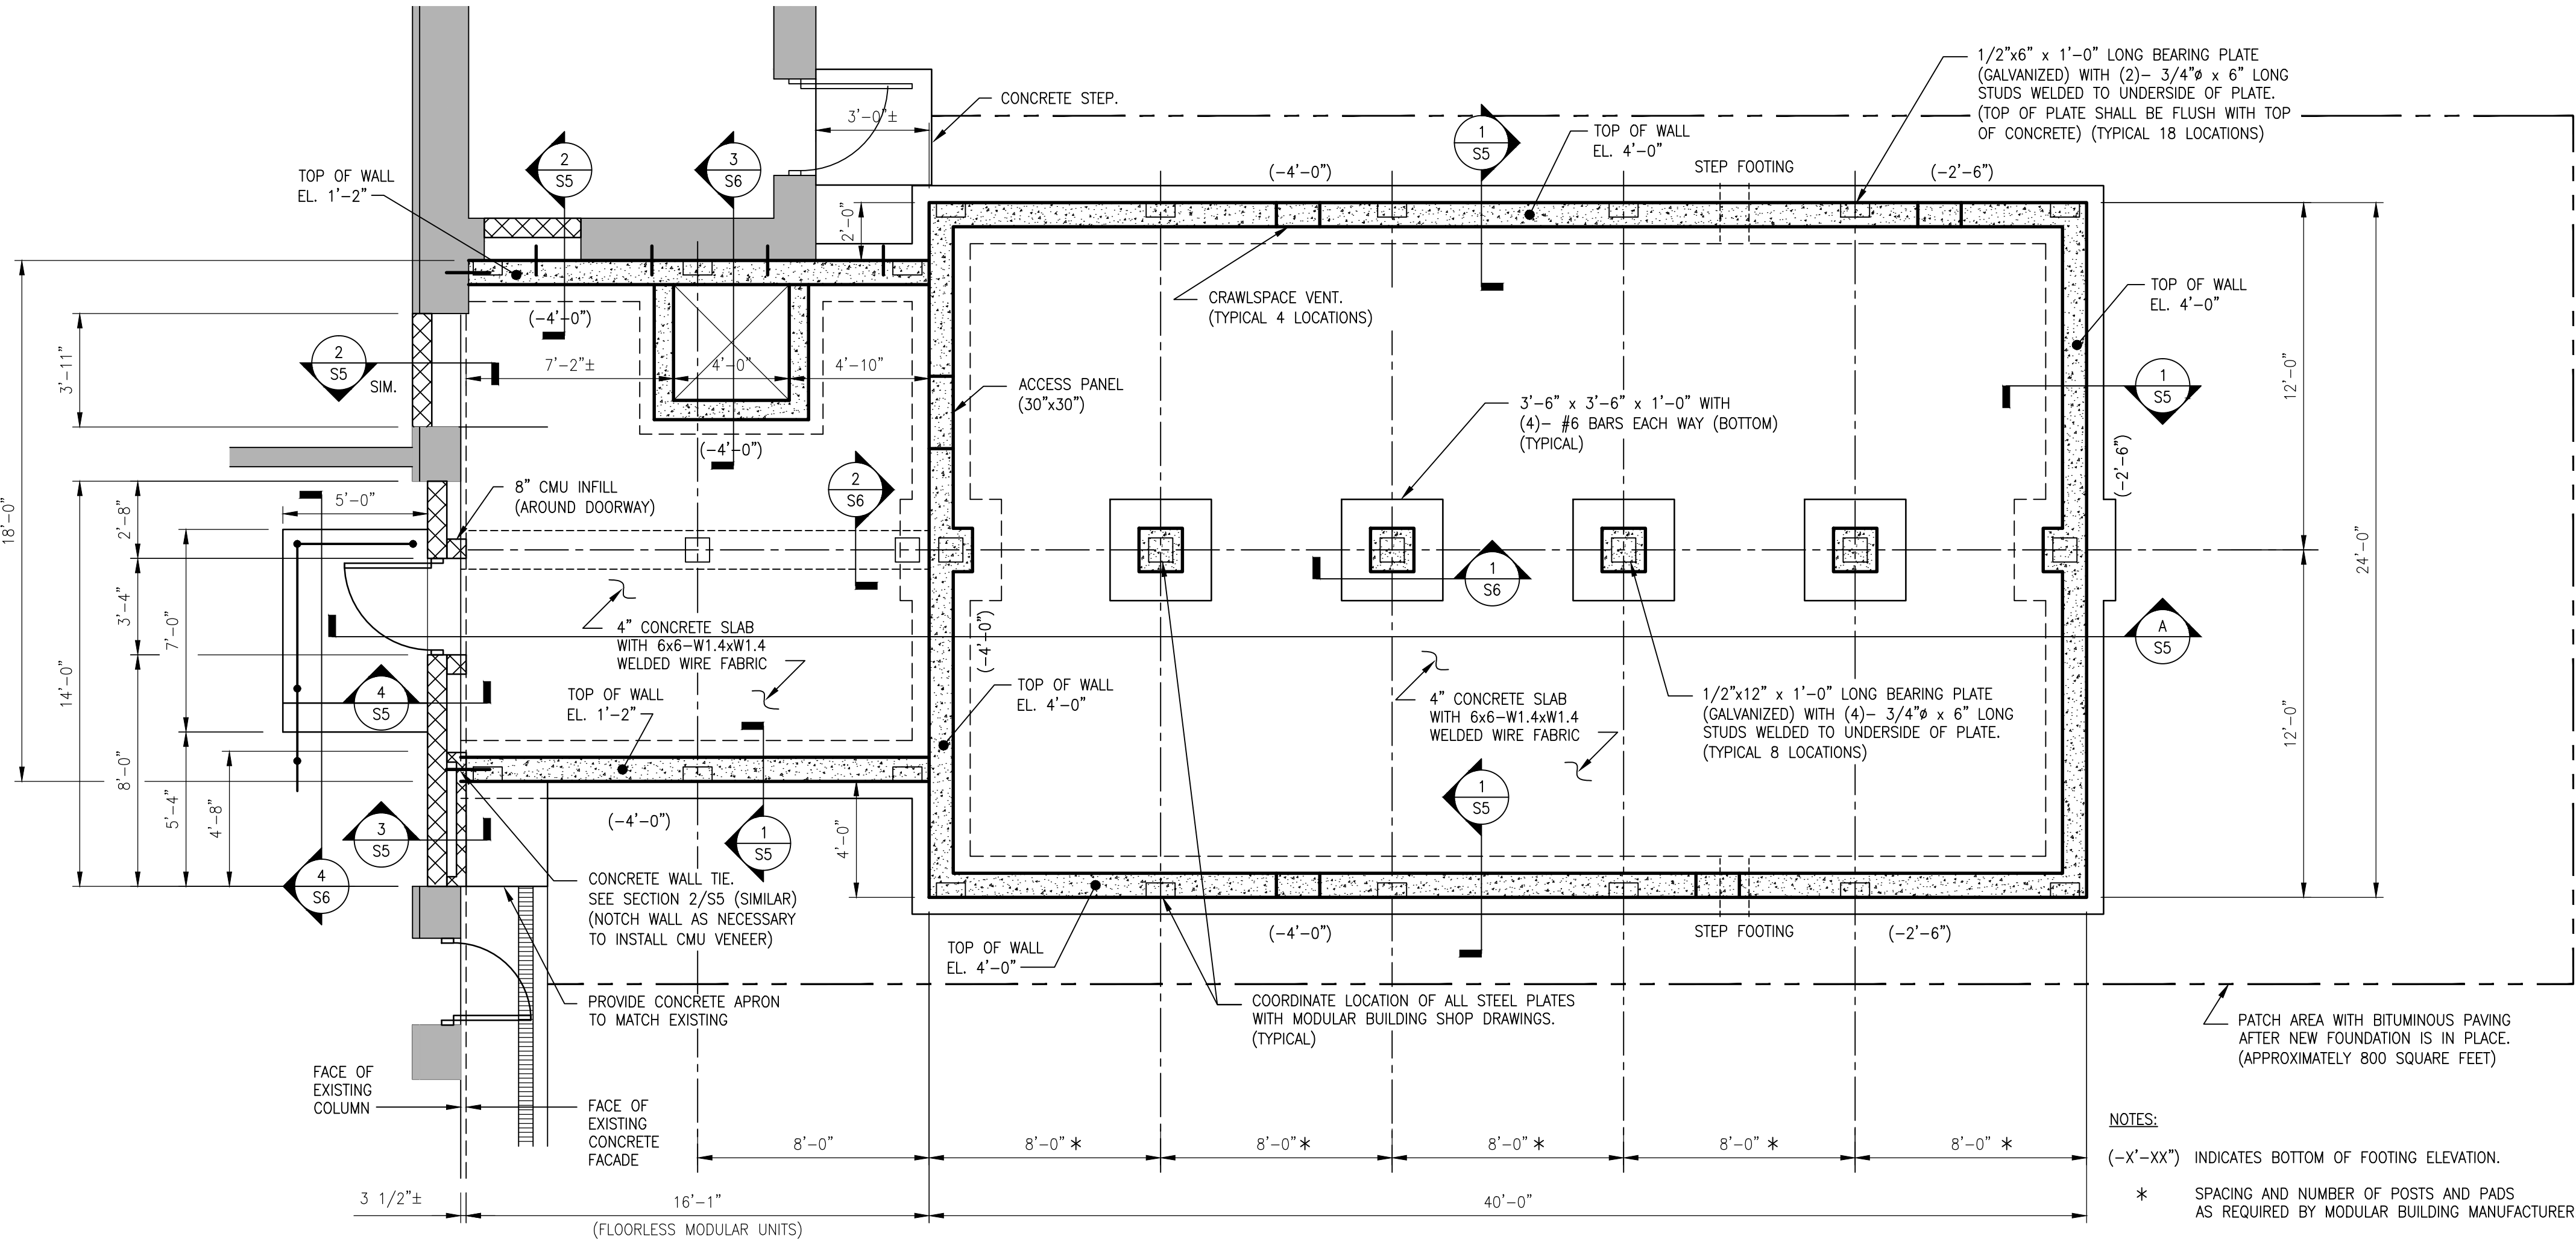 1/2"x6" x 1'-0" LONG BEARING PLATE
(GALVANIZED) WITH (2)- 3/4"ø x 6" LONG
STUDS WELDED TO UNDERSIDE OF PLATE.
(TOP OF PLATE SHALL BE FLUSH WITH TOP
OF CONCRETE) (TYPICAL 18 LOCATIONS)
CONCRETE STEP.
3'-0"±
1
S5
TOP OF WALL
EL. 4'-0"
2
S5
3
S6
TOP OF WALL
EL. 1'-2"
(-4'-0")
STEP FOOTING
(-2'-6")
2'-0"
TOP OF WALL
EL. 4'-0"
CRAWLSPACE VENT.
(TYPICAL 4 LOCATIONS)
(-4'-0")
3'-11"
2
S5
SIM.
7'-2"±
4'-0"
4'-10"
ACCESS PANEL
(30"x30")
1
S5
12'-0"
3'-6" x 3'-6" x 1'-0" WITH
(4)- #6 BARS EACH WAY (BOTTOM)
(TYPICAL)
(-4'-0")
(-2'-6")
2
S6
8" CMU INFILL
(AROUND DOORWAY)
5'-0"
2'-8"
18'-0"
24'-0"
1
S6
3'-4"
7'-0"
14'-0"
4" CONCRETE SLAB
WITH 6x6-W1.4xW1.4
WELDED WIRE FABRIC
(-4'-0")
A
S5
4
S5
TOP OF WALL
EL. 1'-2"
TOP OF WALL
EL. 4'-0"
4" CONCRETE SLAB
WITH 6x6-W1.4xW1.4
WELDED WIRE FABRIC
1/2"x12" x 1'-0" LONG BEARING PLATE
(GALVANIZED) WITH (4)- 3/4"ø x 6" LONG
STUDS WELDED TO UNDERSIDE OF PLATE.
(TYPICAL 8 LOCATIONS)
12'-0"
8'-0"
5'-4"
4'-8"
3
S5
(-4'-0")
1
S5
4'-0"
1
S5
4
S6
CONCRETE WALL TIE.
SEE SECTION 2/S5 (SIMILAR)
(NOTCH WALL AS NECESSARY
TO INSTALL CMU VENEER)
TOP OF WALL
EL. 4'-0"
(-4'-0")
STEP FOOTING
(-2'-6")
PROVIDE CONCRETE APRON
TO MATCH EXISTING
COORDINATE LOCATION OF ALL STEEL PLATES
WITH MODULAR BUILDING SHOP DRAWINGS.
(TYPICAL)
PATCH AREA WITH BITUMINOUS PAVING
AFTER NEW FOUNDATION IS IN PLACE.
(APPROXIMATELY 800 SQUARE FEET)
FACE OF
EXISTING
COLUMN
FACE OF
EXISTING
CONCRETE
FACADE
8'-0"
8'-0" *
8'-0" *
8'-0" *
8'-0" *
8'-0" *
3 1/2"±
16'-1"
(FLOORLESS MODULAR UNITS)
40'-0"
NOTES:
(-X'-XX") INDICATES BOTTOM OF FOOTING ELEVATION.
* SPACING AND NUMBER OF POSTS AND PADS
AS REQUIRED BY MODULAR BUILDING MANUFACTURER